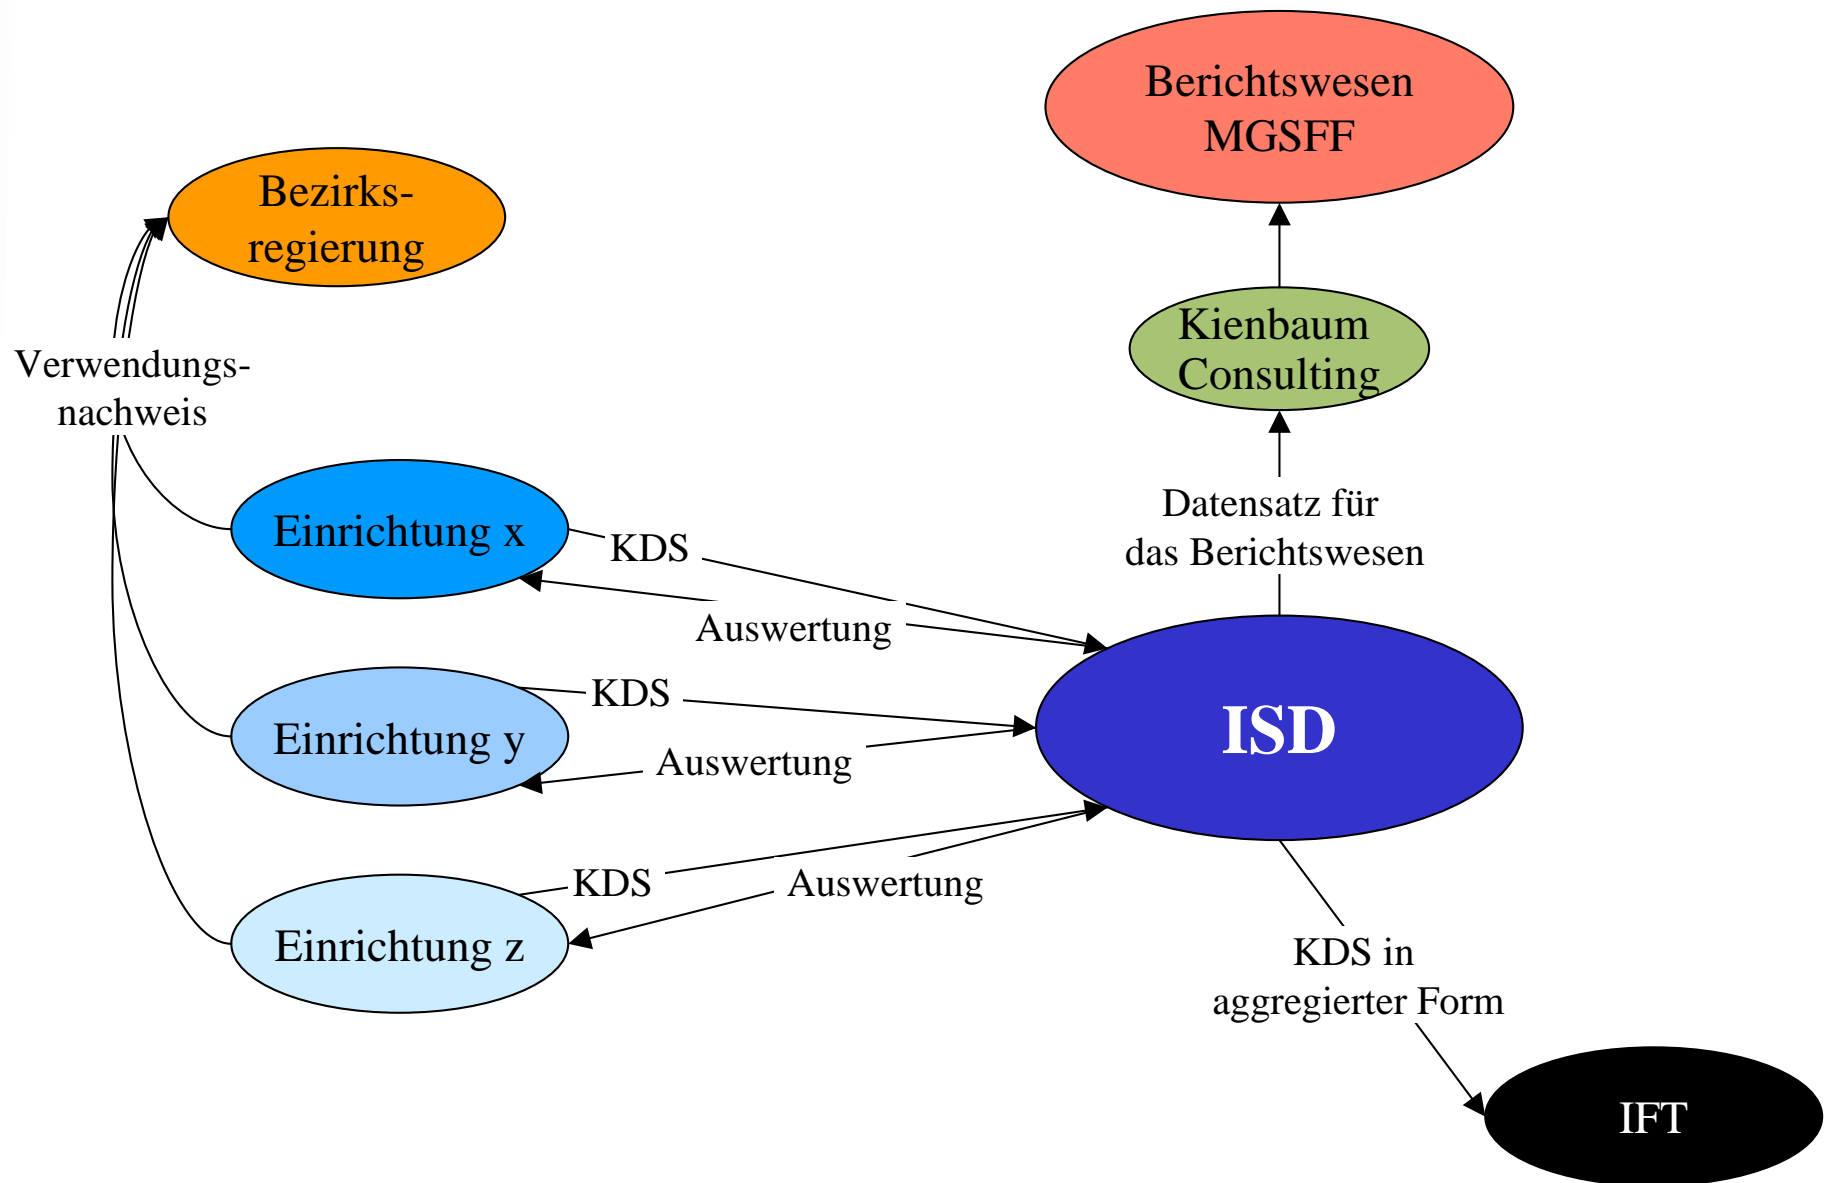 Berichtswesen
MGSFF
Bezirks-
regierung
Kienbaum
Consulting
Verwendungs-
nachweis
Datensatz für
das Berichtswesen
Einrichtung x
KDS
Auswertung
Einrichtung y
KDS
Auswertung
ISD
Einrichtung z
KDS
Auswertung
KDS in
aggregierter Form
IFT